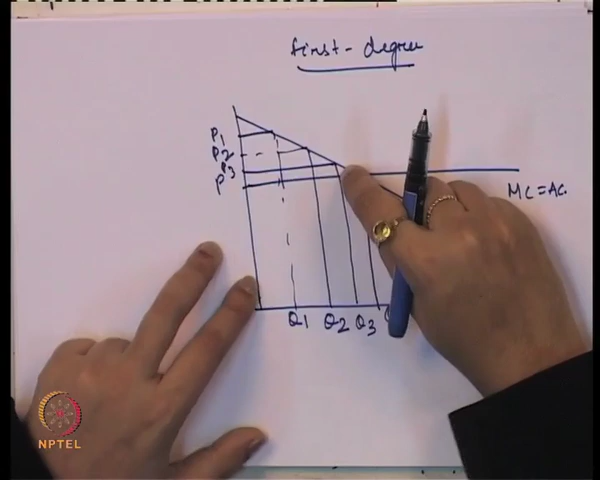 first-degree
P1
P2
P3
P
MC=AC
Q1 Q2 Q3 Q
NPTEL